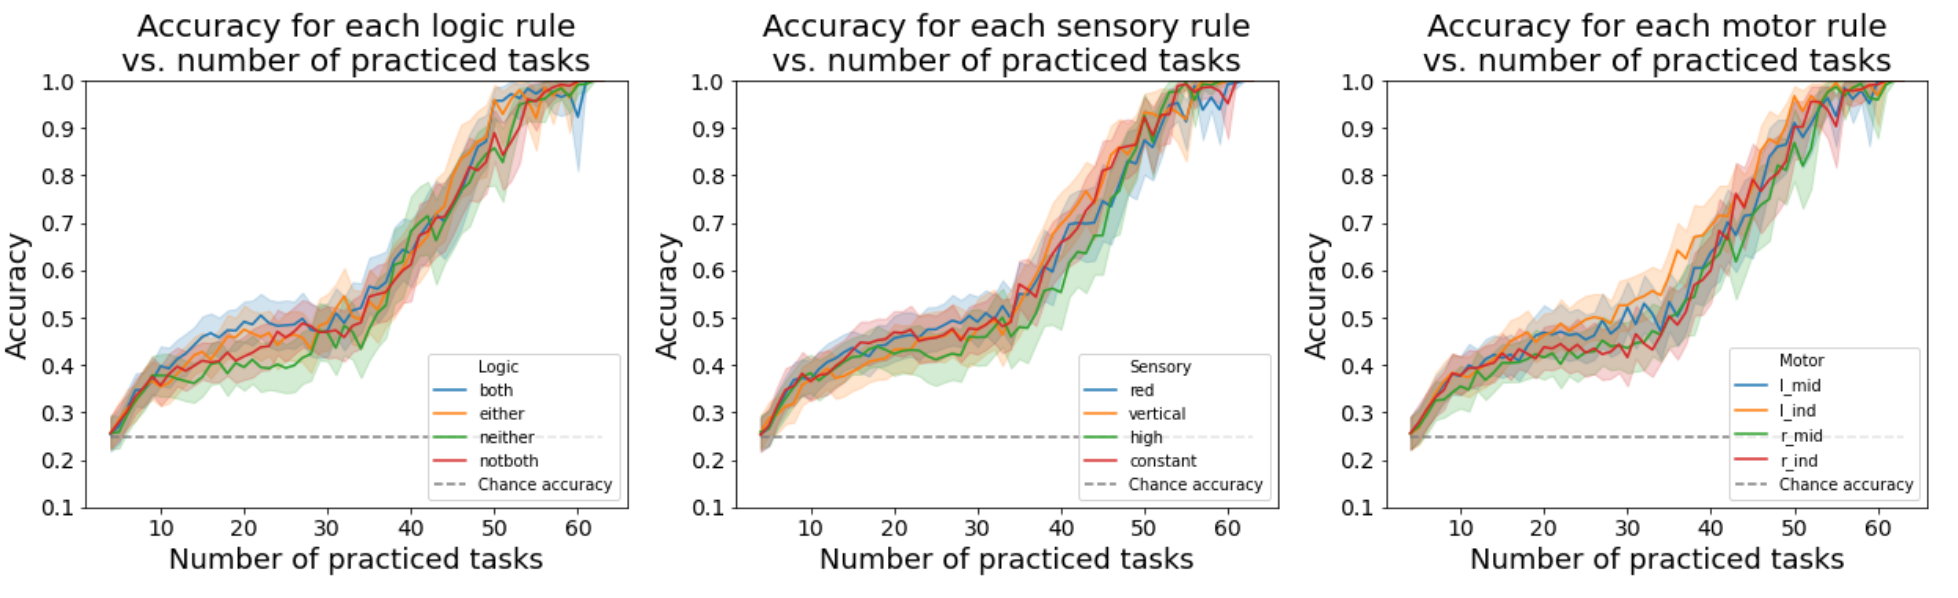 Accuracy for each logic rule
vs. number of practiced tasks
Accuracy
1.0
0.9
0.8
0.7
0.6
0.5
0.4
0.3
0.2
0.1
Logic
both
either
neither
notboth
Chance accuracy
10 20 30 40 50 60
Number of practiced tasks
Accuracy for each sensory rule
vs. number of practiced tasks
Accuracy
1.0
0.9
0.8
0.7
0.6
0.5
0.4
0.3
0.2
0.1
Sensory
red
vertical
high
constant
Chance accuracy
10 20 30 40 50 60
Number of practiced tasks
Accuracy for each motor rule
vs. number of practiced tasks
Accuracy
1.0
0.9
0.8
0.7
0.6
0.5
0.4
0.3
0.2
0.1
Motor
l_mid
l_ind
r_mid
r_ind
Chance accuracy
10 20 30 40 50 60
Number of practiced tasks